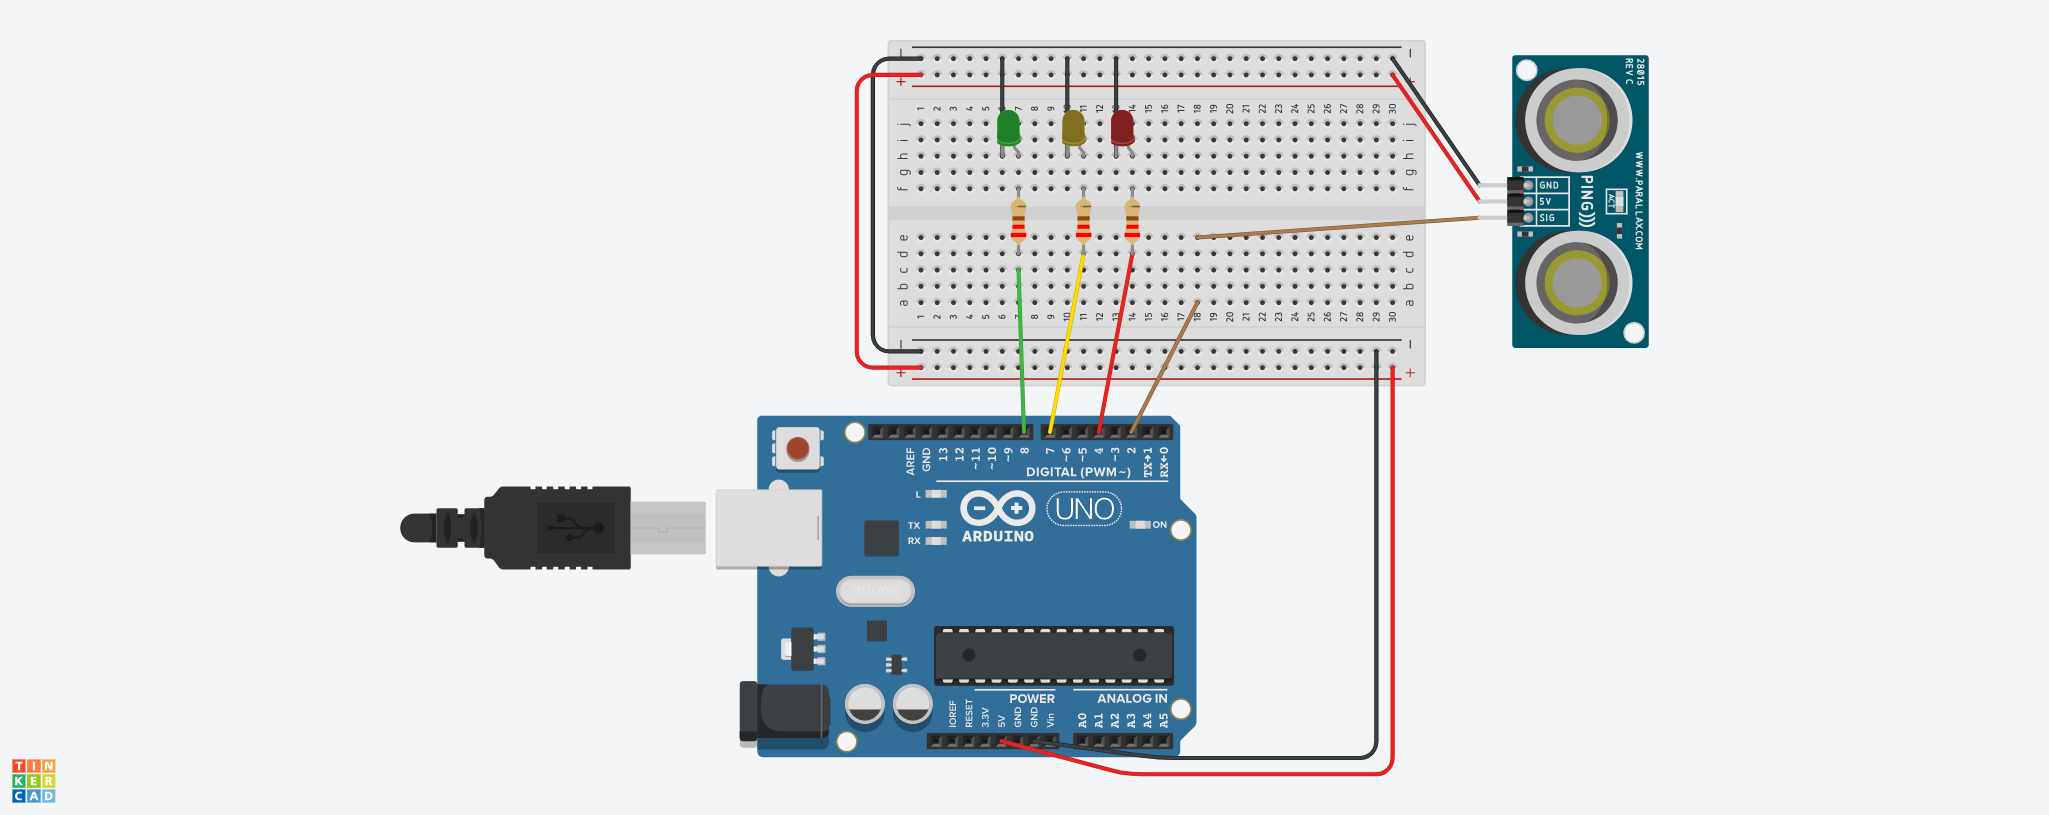 1 2 3 4 5 7 8 9 10 11 12 13 14 15 16 17 18 19 20 21 22 23 24 25 26 27 28 29 30
j j
i i
h h
g g
f f
e e
d d
c c
b b
a a
1 2 3 4 5 6 7 8 9 10 11 12 13 14 15 16 17 18 19 20 21 22 23 24 25 26 27 28 29 30
28015
REV C
WWW.PARALLAX.COM
PING)))
ACT
GND
5V
SIG
AREF GND 13 12 ~11 ~10 ~9 8 7 ~6 ~5 4 ~3 2 TX→1 RX←0
DIGITAL (PWM~)
L
TX
RX
ARDUINO
UNO
ON
POWER
ANALOG IN
IOREF RESET 3.3V 5V GND GND Vin A0 A1 A2 A3 A4 A5
TIN
KER
CAD